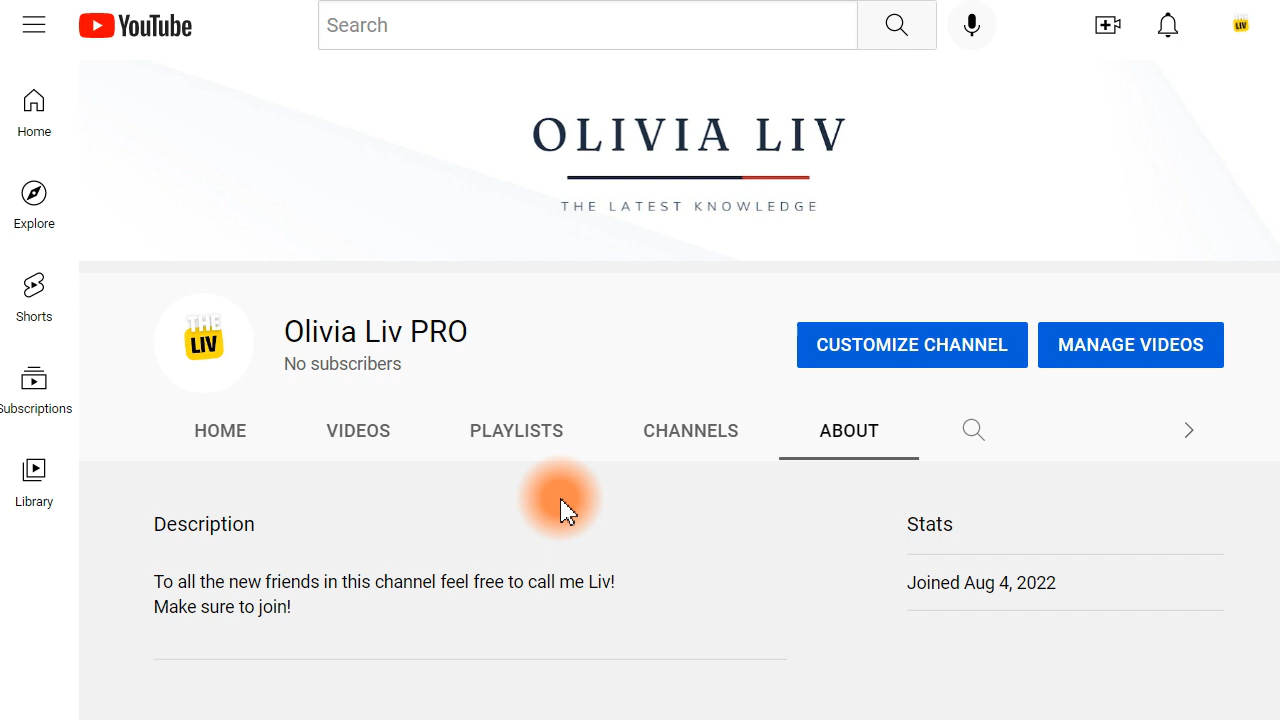 YouTube
Search
LIV
Home
Explore
Shorts
Subscriptions
Library
OLIVIA LIV
THE LATEST KNOWLEDGE
THE
LIV
Olivia Liv PRO
No subscribers
CUSTOMIZE CHANNEL
MANAGE VIDEOS
HOME
VIDEOS
PLAYLISTS
CHANNELS
ABOUT
Description
To all the new friends in this channel feel free to call me Liv!
Make sure to join!
Stats
Joined Aug 4, 2022